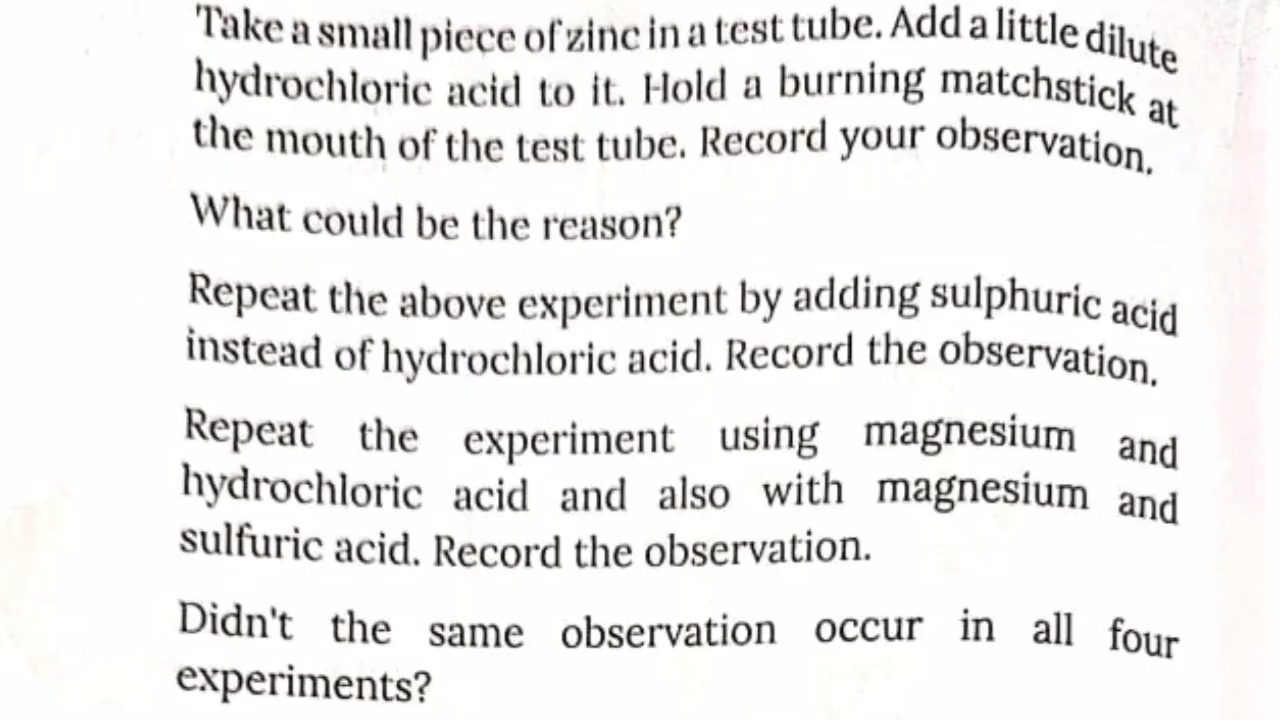 Take a small piece of zinc in a test tube. Add a little dilute
hydrochloric acid to it. Hold a burning matchstick at
the mouth of the test tube. Record your observation.
What could be the reason?
Repeat the above experiment by adding sulphuric acid
instead of hydrochloric acid. Record the observation.
Repeat the experiment using magnesium and
hydrochloric acid and also with magnesium and
sulfuric acid. Record the observation.
Didn't the same observation occur in all four
experiments?